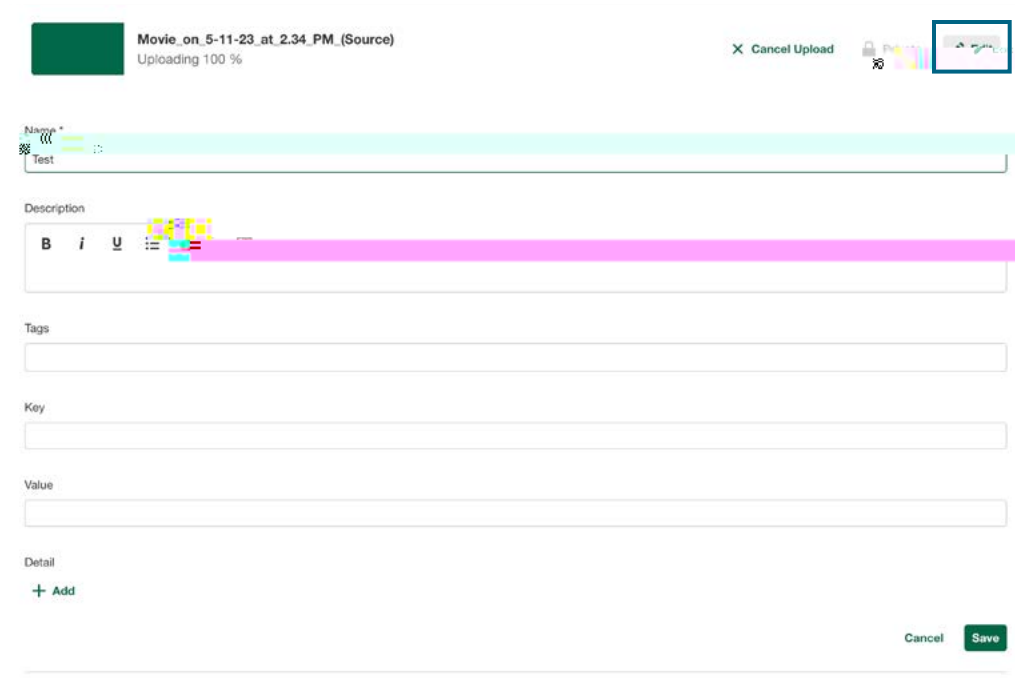 Movie_on_5-11-23_at_2.34_PM_(Source)
Uploading 100 %
Cancel Upload
Name *
Test
Description
B i U
Tags
Key
Value
Detail
Add
Cancel Save